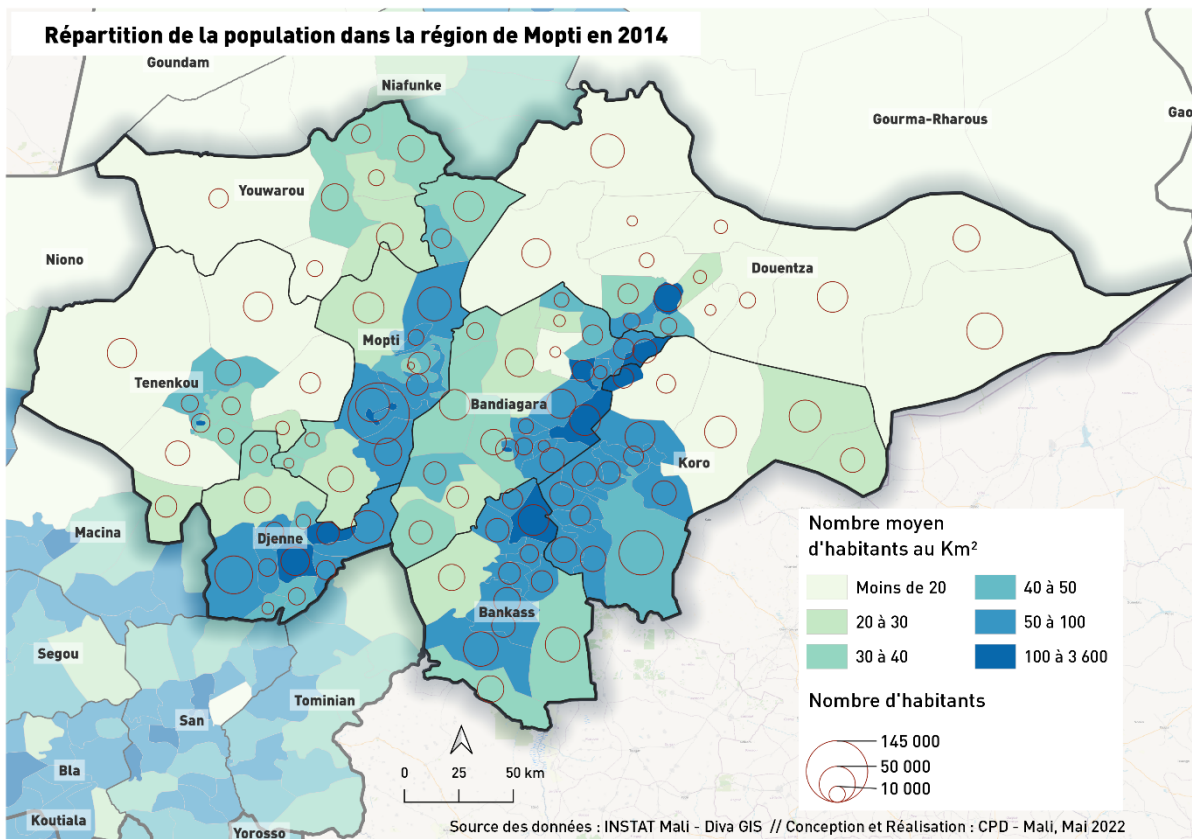 Répartition de la population dans la région de Mopti en 2014
Goundam
Niafunke
Gourma-Rharous
Gao
Youwarou
Niono
Douentza
Mopti
Tenenkou
Bandiagara
Koro
Macina
Djenne
Bankass
Segou
Tominian
San
Bla
Koutiala
Yorosso
Nombre moyen
d'habitants au Km²
Moins de 20
40 à 50
20 à 30
50 à 100
30 à 40
100 à 3 600
Nombre d'habitants
145 000
50 000
10 000
0 25 50 km
Source des données : INSTAT Mali - Diva GIS // Conception et Réalisation : CPD - Mali, Mai 2022